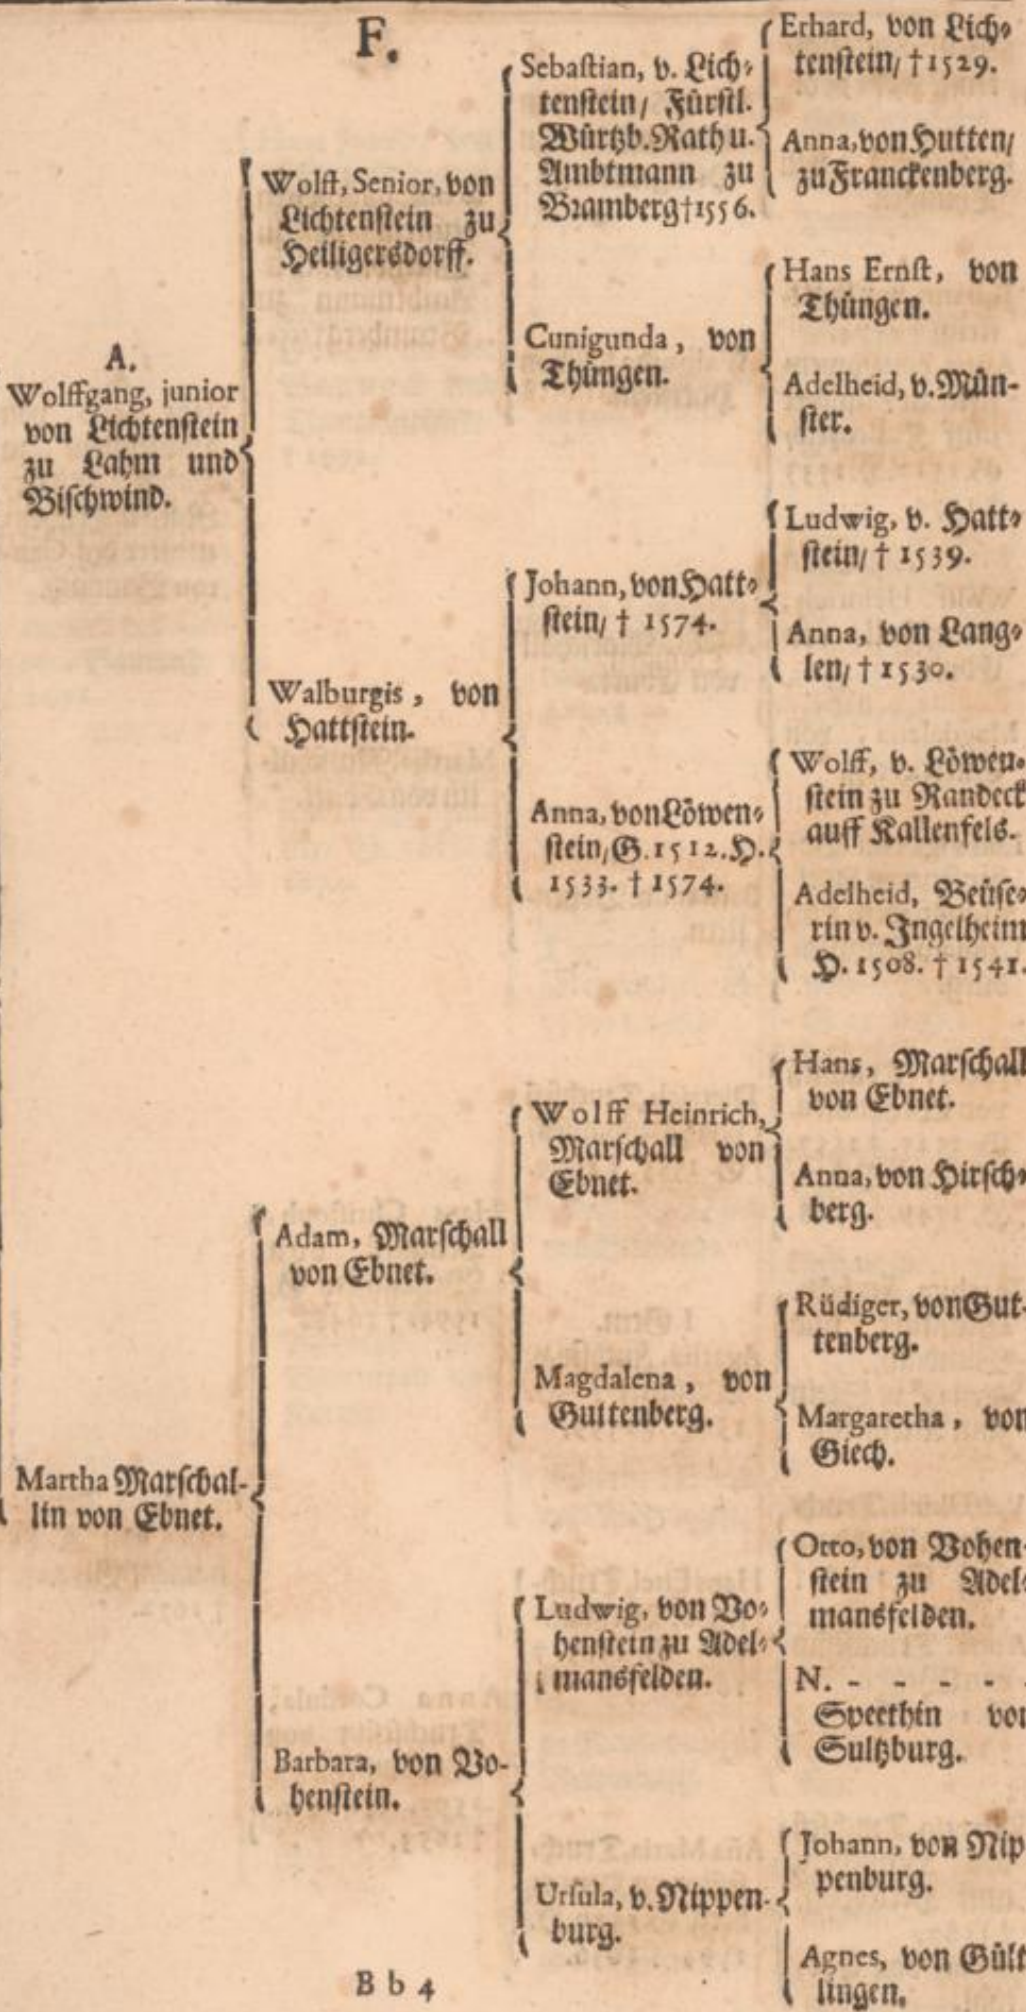 F.
A.
Wolffgang, junior
von Lichtenstein
zu Lahm und
Bischwind.
Martha Marschal-
lin von Ebnet.
Wolff, Senior, von
Lichtenstein zu
Heiligersdorff.
Walburgis, von
Hattstein.
Adam, Marschall
von Ebnet.
Barbara, von Vo-
henstein.
Sebastian, v. Lich-
tenstein/ Fürstl.
Würtzb. Rath u.
Ambtmann zu
Bramberg † 1556.
Cunigunda, von
Thüngen.
Johann, von Hatt-
stein/ † 1574.
Anna, von Löwen-
stein/ G. 1512. H.
1533. † 1574.
Wolff Heinrich,
Marschall von
Ebnet.
Magdalena, von
Guttenberg.
Ludwig, von Vo-
henstein zu Adel-
mansfelden.
Ursula, v. Nippen-
burg.
Erhard, von Lich-
tenstein/ † 1529.
Anna, von Hutten/
zu Franckenberg.
Hans Ernst, von
Thüngen.
Adelheid, v. Mün-
ster.
Ludwig, v. Hatt-
stein/ † 1539.
Anna, von Lang-
len/ † 1530.
Wolff, v. Löwen-
stein zu Randeck
auff Kallenfels.
Adelheid, Beüse-
rin v. Ingelheim
H. 1508. † 1541.
Hans, Marschall
von Ebnet.
Anna, von Hirsch-
berg.
Rüdiger, von Gut-
tenberg.
Margaretha, von
Giech.
Otto, von Vohen-
stein zu Adel-
mansfelden.
N. - - - - -
Speethin von
Sultzburg.
Johann, von Nip
penburg.
Agnes, von Gült
lingen.
B b 4